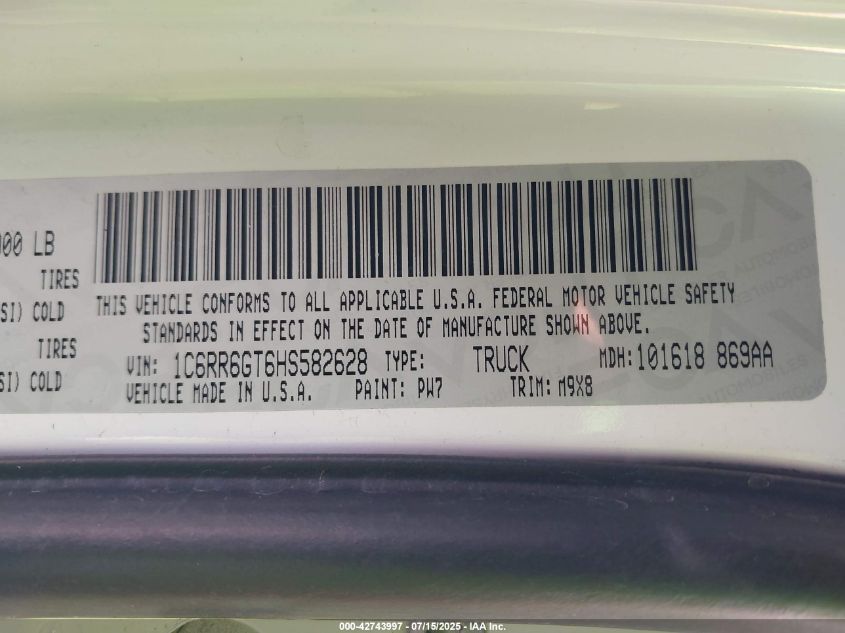 000 LB
TIRES
SI) COLD
TIRES
SI) COLD
THIS VEHICLE CONFORMS TO ALL APPLICABLE U.S.A. FEDERAL MOTOR VEHICLE SAFETY
STANDARDS IN EFFECT ON THE DATE OF MANUFACTURE SHOWN ABOVE.
VIN: 1C6RR6GT6HS582628 TYPE: TRUCK MDH: 101618 869AA
VEHICLE MADE IN U.S.A. PAINT: PW7 TRIM: M9X8
000-42743997 - 07/15/2025 - IAA Inc.